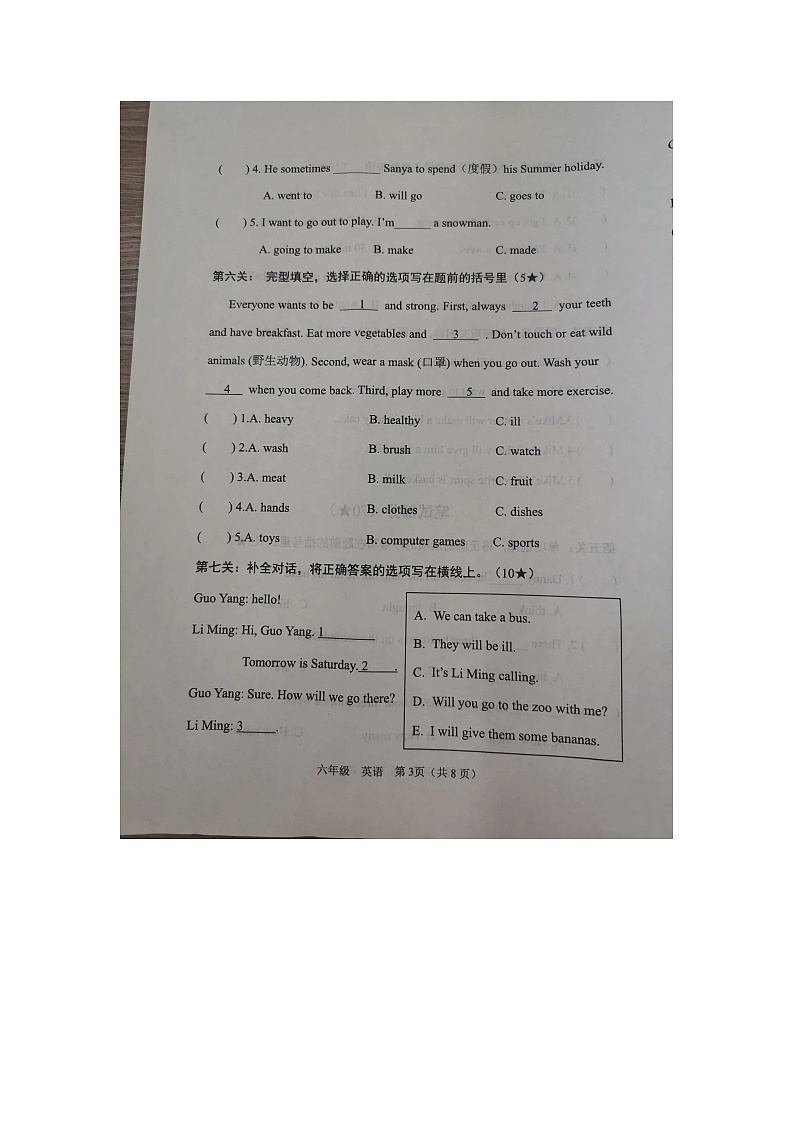 (      ) 4. He sometimes ________ Sanya to spend（度假）his Summer holiday.
A. went to B. will go C. goes to
(      ) 5. I want to go out to play. I'm______ a snowman.
A. going to make B. make C. made
第六关： 完型填空，选择正确的选项写在题前的括号里（5★）
Everyone wants to be __1__ and strong. First, always __2__ your teeth
and have breakfast. Eat more vegetables and __3__ . Don't touch or eat wild
animals (野生动物). Second, wear a mask (口罩) when you go out. Wash your
__4__ when you come back. Third, play more __5__ and take more exercise.
(      ) 1.A. heavy B. healthy C. ill
(      ) 2.A. wash B. brush C. watch
(      ) 3.A. meat B. milk C. fruit
(      ) 4.A. hands B. clothes C. dishes
(      ) 5.A. toys B. computer games C. sports
第七关：补全对话，将正确答案的选项写在横线上。（10★）
Guo Yang: hello!
Li Ming: Hi, Guo Yang. 1________
Tomorrow is Saturday. 2_____.
Guo Yang: Sure. How will we go there?
Li Ming: 3_____.
A. We can take a bus.
B. They will be ill.
C. It's Li Ming calling.
D. Will you go to the zoo with me?
E. I will give them some bananas.
六年级 英语 第3页（共8页）